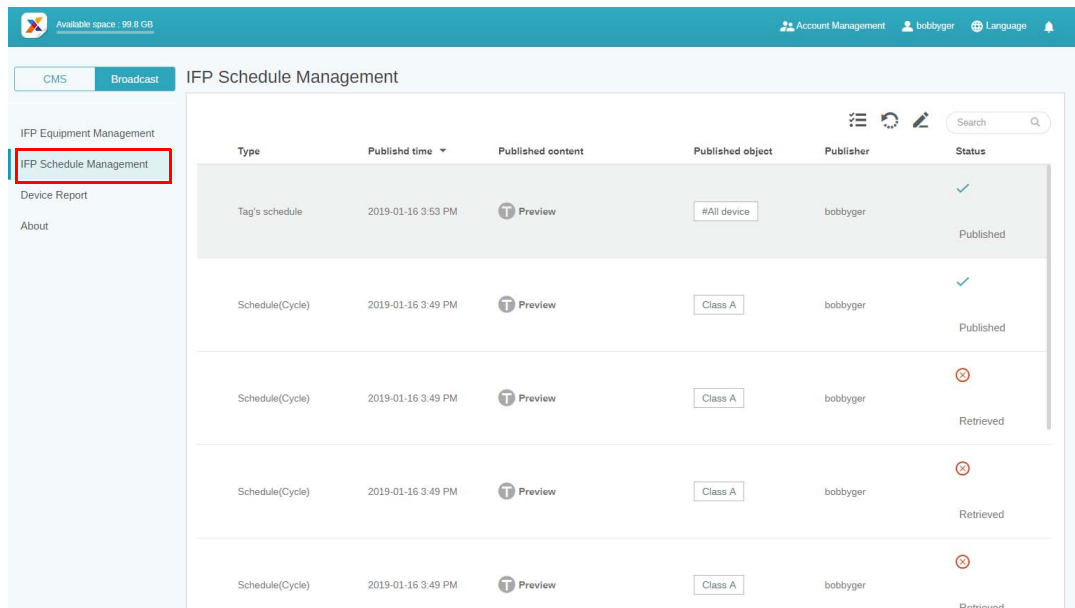 Available space : 99.8 GB
Account Management bobbyger Language
CMS Broadcast
IFP Schedule Management
IFP Equipment Management
IFP Schedule Management
Device Report
About
Search
Type Publishd time Published content Published object Publisher Status
Tag's schedule 2019-01-16 3:53 PM T Preview #All device bobbyger
Published
Schedule(Cycle) 2019-01-16 3:49 PM T Preview Class A bobbyger
Published
Schedule(Cycle) 2019-01-16 3:49 PM T Preview Class A bobbyger
Retrieved
Schedule(Cycle) 2019-01-16 3:49 PM T Preview Class A bobbyger
Retrieved
Schedule(Cycle) 2019-01-16 3:49 PM T Preview Class A bobbyger
Retrieved